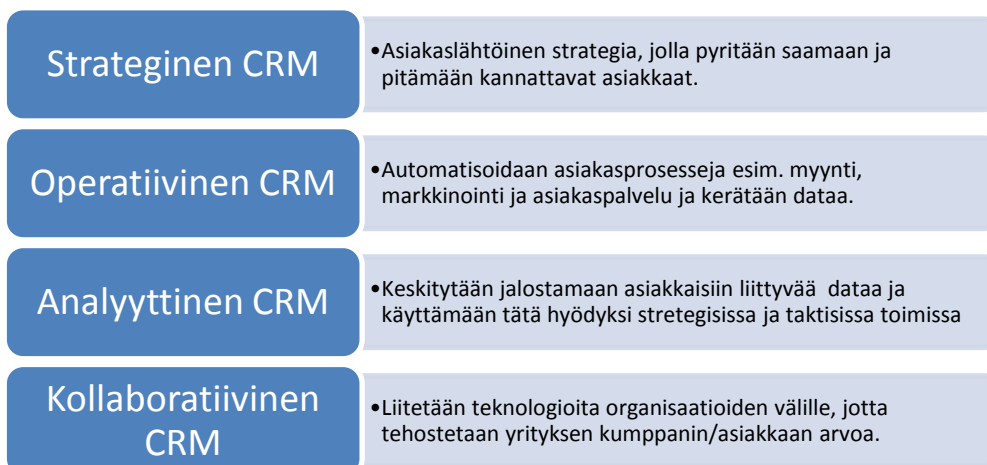 Strateginen CRM
•Asiakaslähtöinen strategia, jolla pyritään saamaan ja
pitämään kannattavat asiakkaat.
Operatiivinen CRM
•Automatisoidaan asiakasprosesseja esim. myynti,
markkinointi ja asiakaspalvelu ja kerätään dataa.
Analyyttinen CRM
•Keskitytään jalostamaan asiakkaisiin liittyvää  dataa ja
käyttämään tätä hyödyksi stretegisissa ja taktisissa toimissa
Kollaboratiivinen
CRM
•Liitetään teknologioita organisaatioiden välille, jotta
tehostetaan yrityksen kumppanin/asiakkaan arvoa.